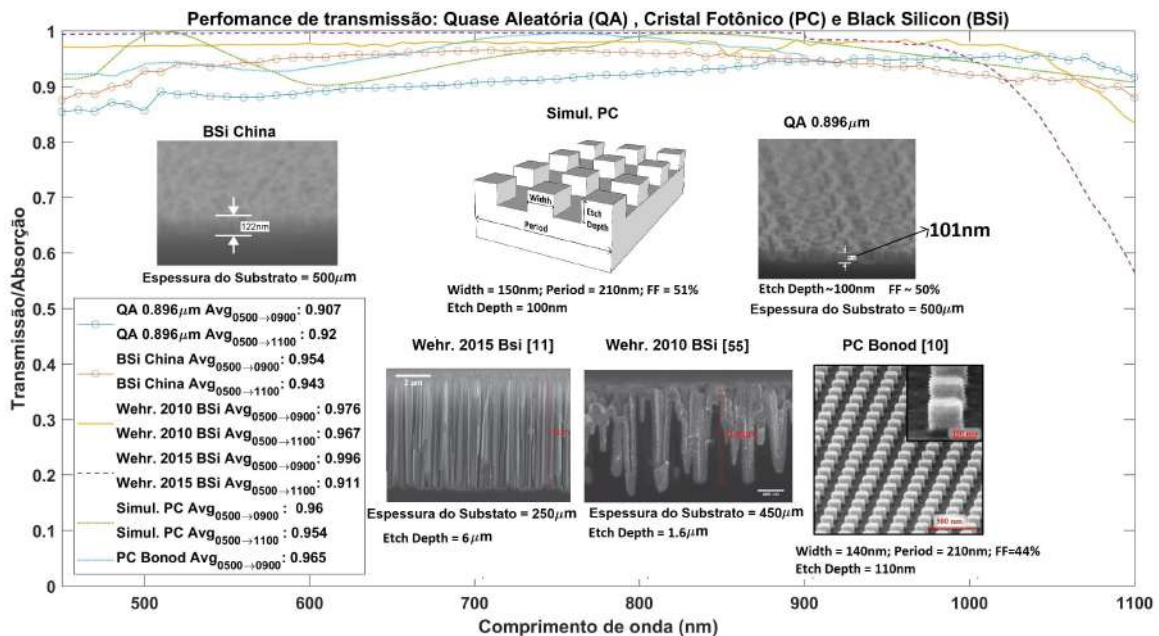 Perfomance de transmissão: Quase Aleatória (QA) , Cristal Fotônico (PC) e Black Silicon (BSi)
Transmissão/Absorção
1
0.9
0.8
0.7
0.6
0.5
0.4
0.3
0.2
0.1
0
BSi China
122nm
Espessura do Substrato = 500μm
Simul. PC
Width
Etch
Depth
Period
Width = 150nm; Period = 210nm; FF = 51%
Etch Depth = 100nm
QA 0.896μm
101nm
Etch Depth~100nm FF ~ 50%
Espessura do Substrato = 500μm
QA 0.896μm Avg0500→0900: 0.907
QA 0.896μm Avg0500→1100: 0.92
BSi China Avg0500→0900: 0.954
BSi China Avg0500→1100: 0.943
Wehr. 2010 BSi Avg0500→0900: 0.976
Wehr. 2010 BSi Avg0500→1100: 0.967
Wehr. 2015 BSi Avg0500→0900: 0.996
Wehr. 2015 BSi Avg0500→1100: 0.911
Simul. PC Avg0500→0900: 0.96
Simul. PC Avg0500→1100: 0.954
PC Bonod Avg0500→0900: 0.965
Wehr. 2015 Bsi [11]
2 μm
Espessura do Substato = 250μm
Etch Depth = 6μm
Wehr. 2010 BSi [55]
Espessura do Substrato = 450μm
Etch Depth = 1.6μm
PC Bonod [10]
500 nm
Width = 140nm; Period = 210nm; FF=44%
Etch Depth = 110nm
500
600
700
800
900
1000
1100
Comprimento de onda (nm)